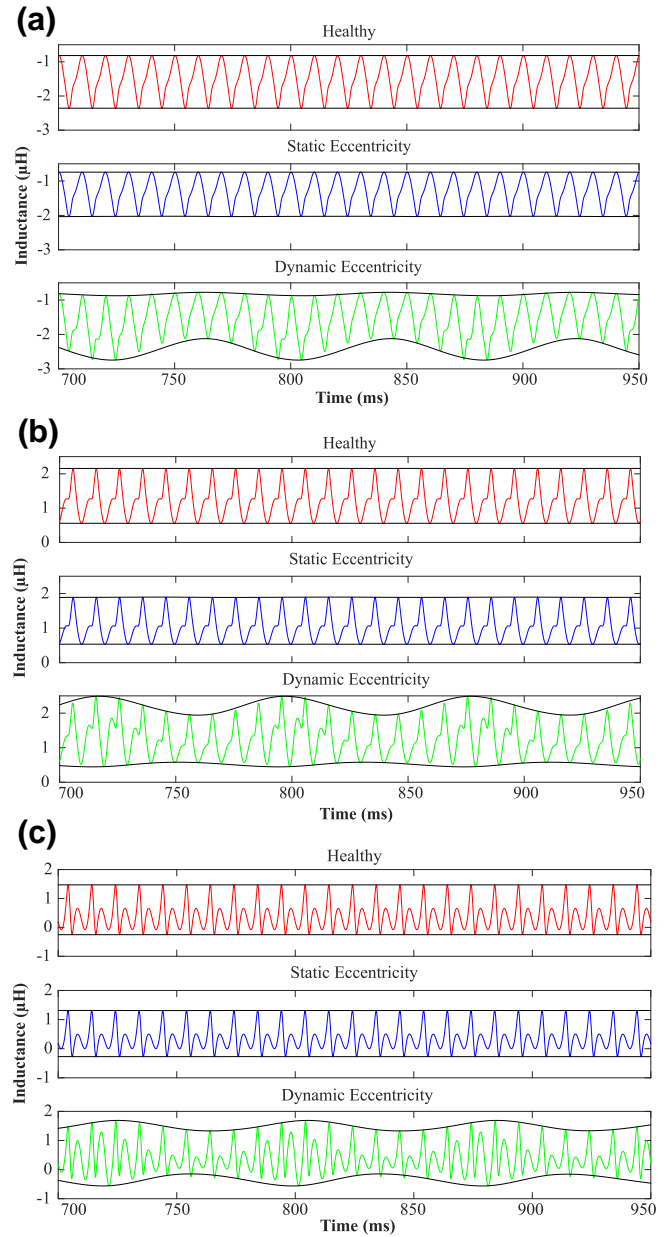 (a)
Healthy
-1
-2
-3
Static Eccentricity
-1
-2
-3
Inductance (µH)
Dynamic Eccentricity
-1
-2
-3
700 750 800 850 900 950
Time (ms)
(b)
Healthy
2
1
0
Static Eccentricity
2
1
0
Inductance (µH)
Dynamic Eccentricity
2
1
0
700 750 800 850 900 950
Time (ms)
(c)
Healthy
2
1
0
-1
Static Eccentricity
2
1
0
-1
Inductance (µH)
Dynamic Eccentricity
2
1
0
-1
700 750 800 850 900 950
Time (ms)